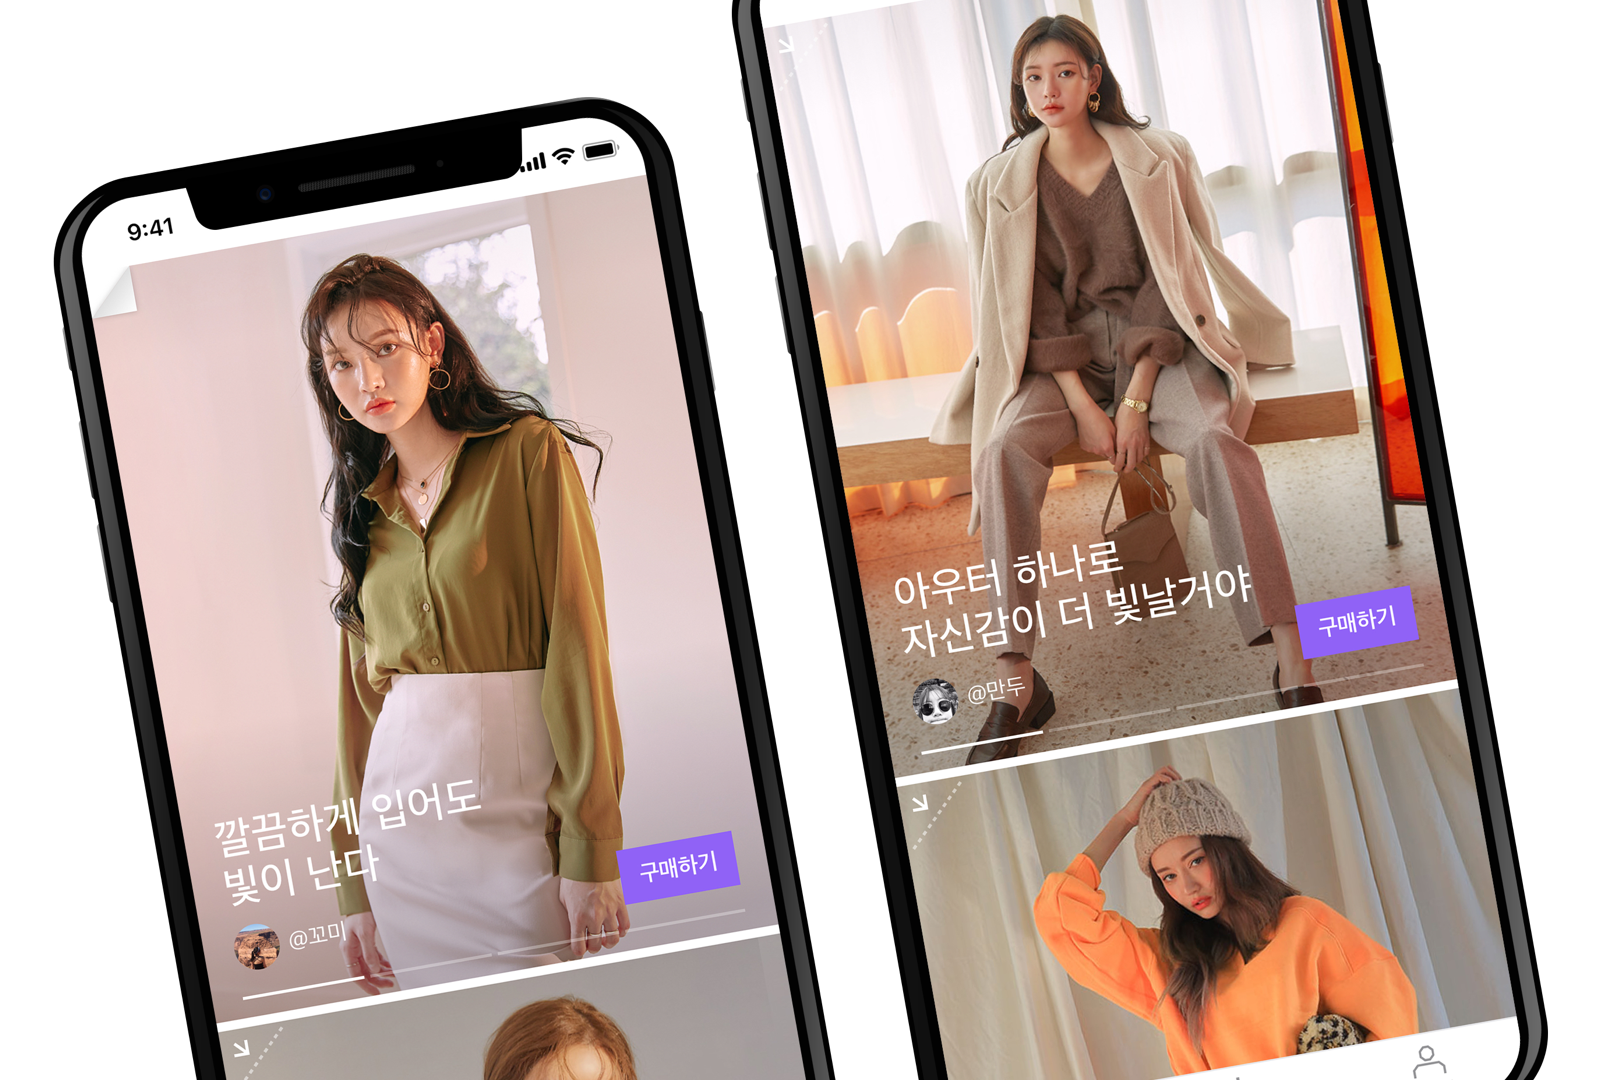 9:41
깔끔하게 입어도
빛이 난다
구매하기
@꼬미
아우터 하나로
자신감이 더 빛날거야
구매하기
@만두